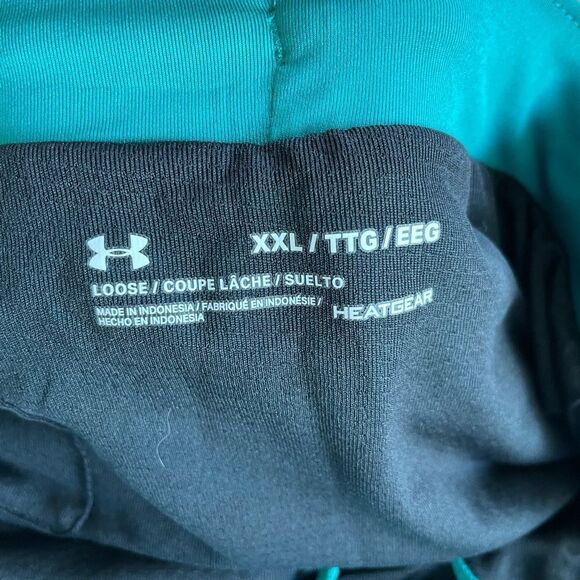 XXL / TTG / EEG
LOOSE / COUPE LÂCHE / SUELTO
MADE IN INDONESIA / FABRIQUÉ EN INDONÉSIE /
HECHO EN INDONESIA
HEATGEAR